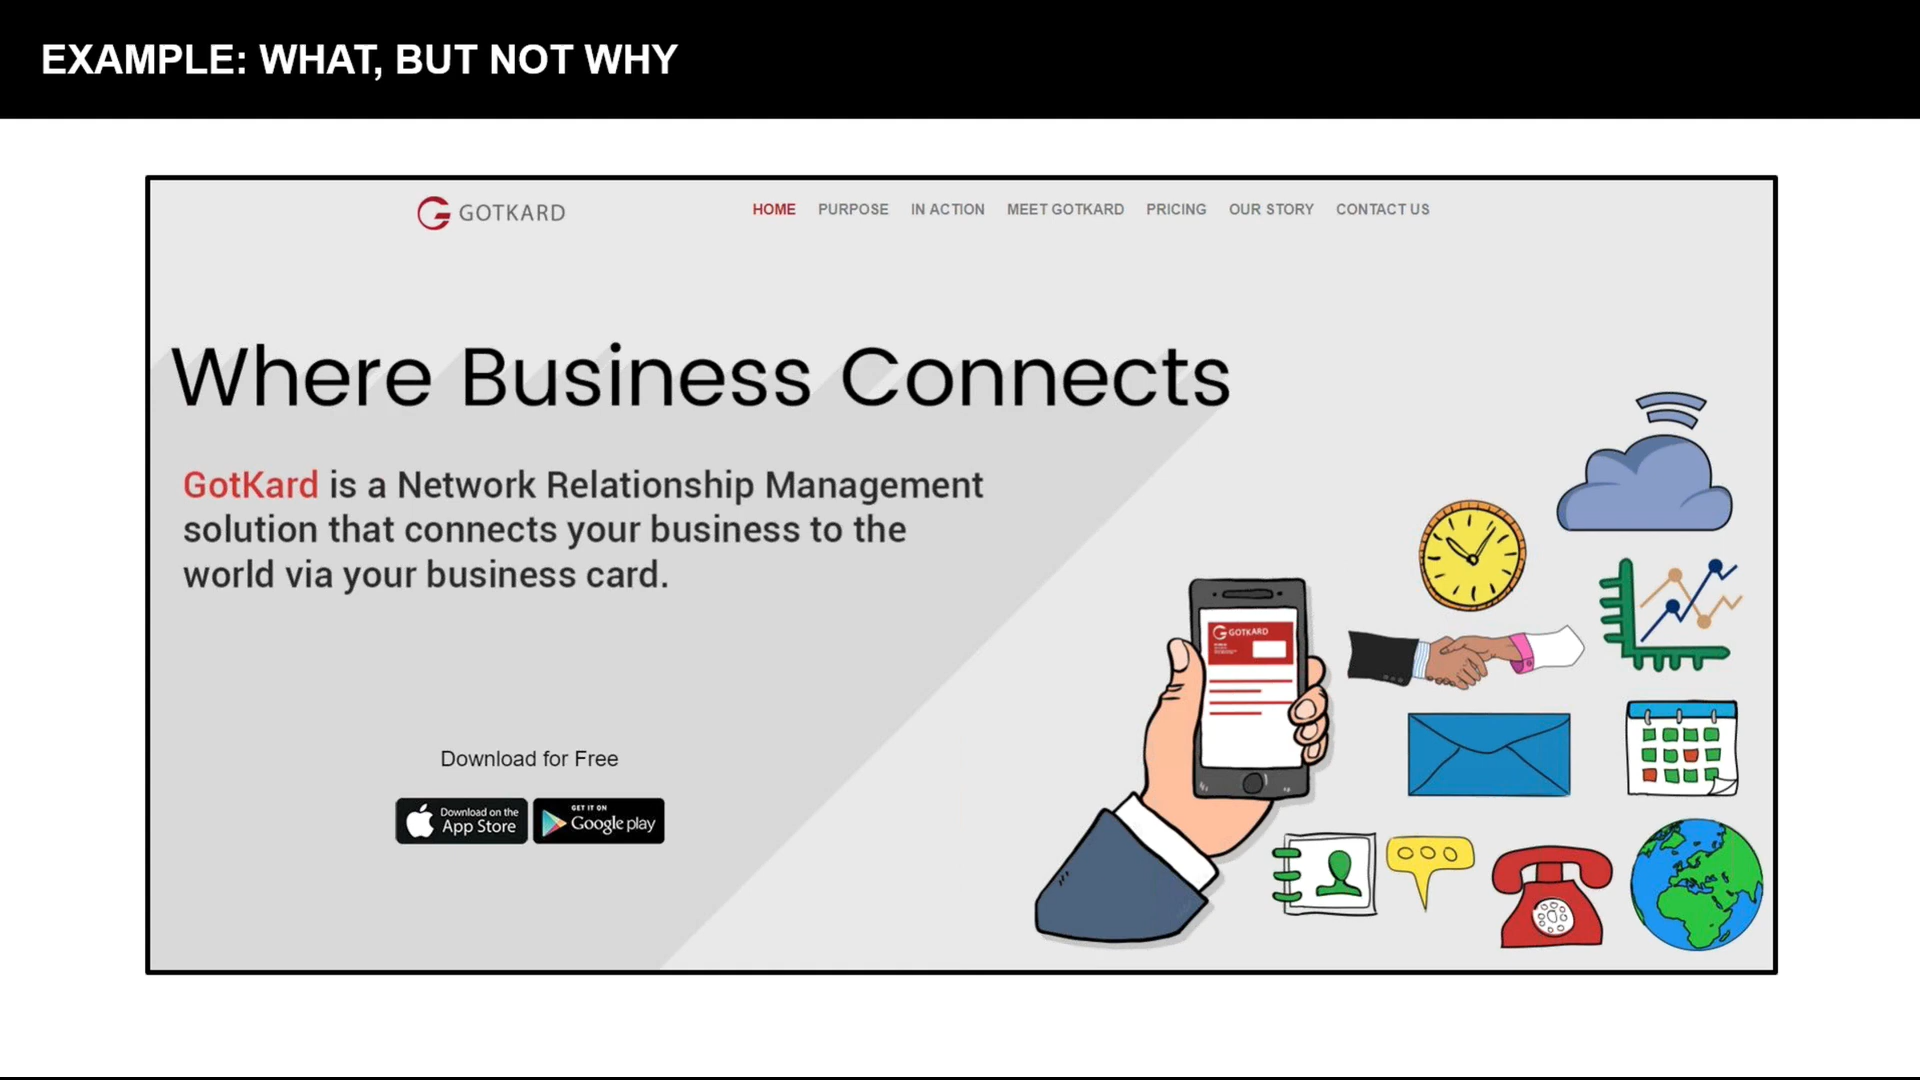 EXAMPLE: WHAT, BUT NOT WHY
GOTKARD
HOME PURPOSE IN ACTION MEET GOTKARD PRICING OUR STORY CONTACT US
Where Business Connects
GotKard is a Network Relationship Management
solution that connects your business to the
world via your business card.
GOTKARD
Download for Free
Download on the
App Store
GET IT ON
Google play